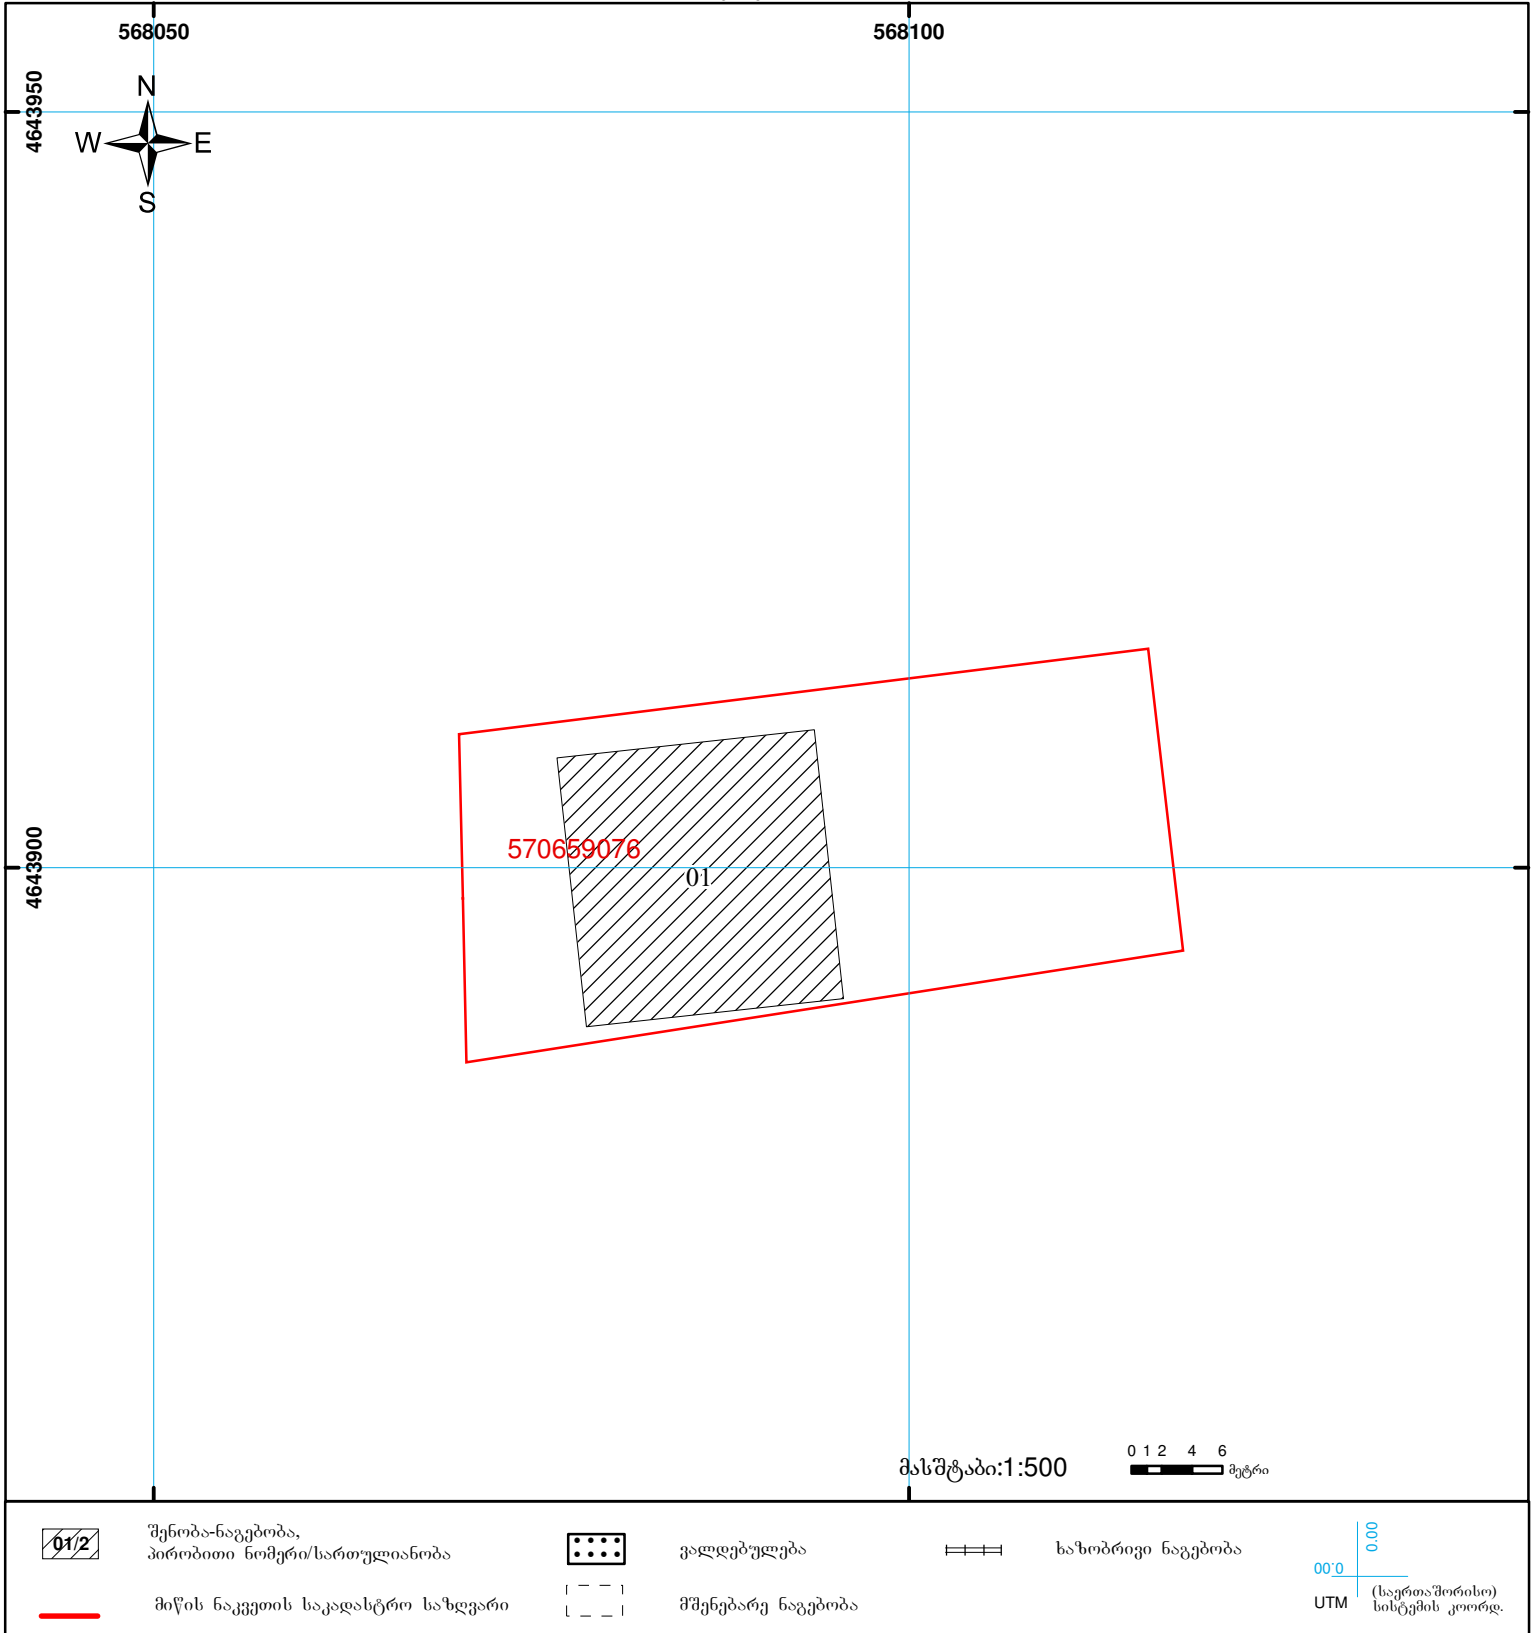 568050
568100
4643950
N
W E
S
570659076
01
4643900
მასშტაბი:1:500
0 1 2 4 6
მეტრი
01/2
შენობა-ნაგებობა,
პირობითი ნომერი/სართულიანობა
ვალდებულება
ხაზობრივი ნაგებობა
00.0
0.00
მიწის ნაკვეთის საკადასტრო საზღვარი
მშენებარე ნაგებობა
UTM
(საერთაშორისო)
სისტემის კოორდ.